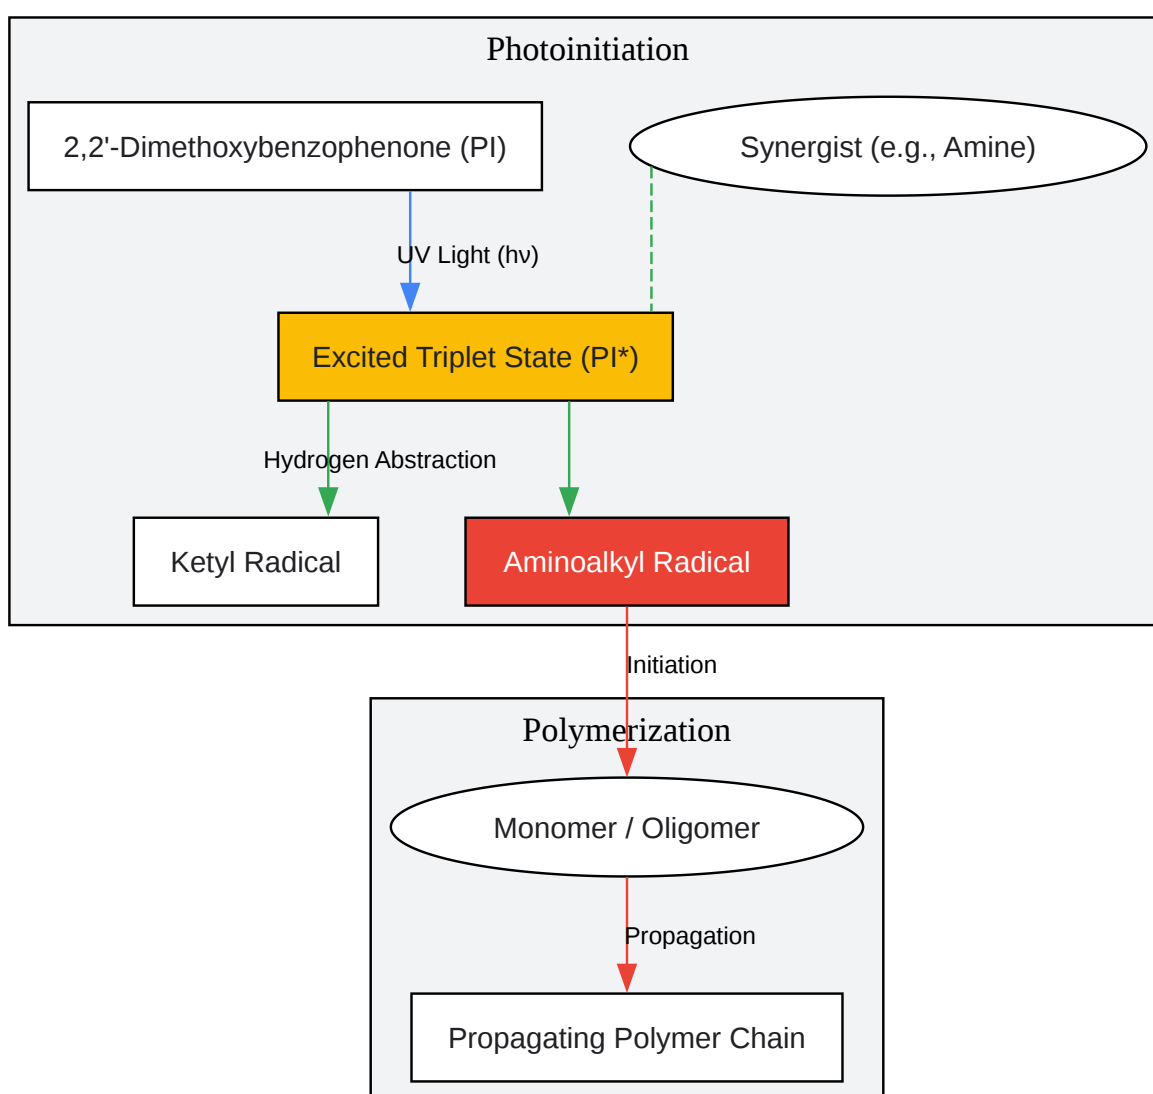 Photoinitiation
2,2'-Dimethoxybenzophenone (PI)
Synergist (e.g., Amine)
UV Light (hν)
Excited Triplet State (PI*)
Hydrogen Abstraction
Ketyl Radical
Aminoalkyl Radical
Initiation
Polymerization
Monomer / Oligomer
Propagation
Propagating Polymer Chain